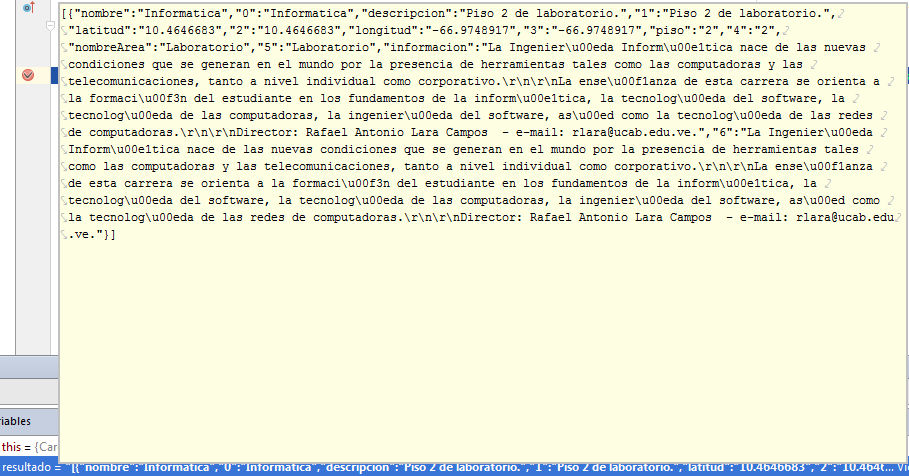 [{"nombre":"Informatica","0":"Informatica","descripcion":"Piso 2 de laboratorio.","1":"Piso 2 de laboratorio.",
"latitud":"10.4646683","2":"10.4646683","longitud":"-66.9748917","3":"-66.9748917","piso":"2","4":"2",
"nombreArea":"Laboratorio","5":"Laboratorio","informacion":"La Ingenier\u00eda Inform\u00e1tica nace de las nuevas
condiciones que se generan en el mundo por la presencia de herramientas tales como las computadoras y las
telecomunicaciones, tanto a nivel individual como corporativo.\r\n\r\nLa ense\u00f1anza de esta carrera se orienta a
la formaci\u00f3n del estudiante en los fundamentos de la inform\u00e1tica, la tecnolog\u00eda del software, la
tecnolog\u00eda de las computadoras, la ingenier\u00eda del software, as\u00ed como la tecnolog\u00eda de las redes
de computadoras.\r\n\r\nDirector: Rafael Antonio Lara Campos  - e-mail: rlara@ucab.edu.ve.","6":"La Ingenier\u00eda
Inform\u00e1tica nace de las nuevas condiciones que se generan en el mundo por la presencia de herramientas tales
como las computadoras y las telecomunicaciones, tanto a nivel individual como corporativo.\r\n\r\nLa ense\u00f1anza
de esta carrera se orienta a la formaci\u00f3n del estudiante en los fundamentos de la inform\u00e1tica, la
tecnolog\u00eda del software, la tecnolog\u00eda de las computadoras, la ingenier\u00eda del software, as\u00ed como
la tecnolog\u00eda de las redes de computadoras.\r\n\r\nDirector: Rafael Antonio Lara Campos  - e-mail: rlara@ucab.edu
.ve."}]
iables
this = {Car
resultado = "[{"nombre":"Informatica","0":"Informatica","descripcion":"Piso 2 de laboratorio.","1":"Piso 2 de laboratorio.","latitud":"10.4646683","2":"10.464... Vi